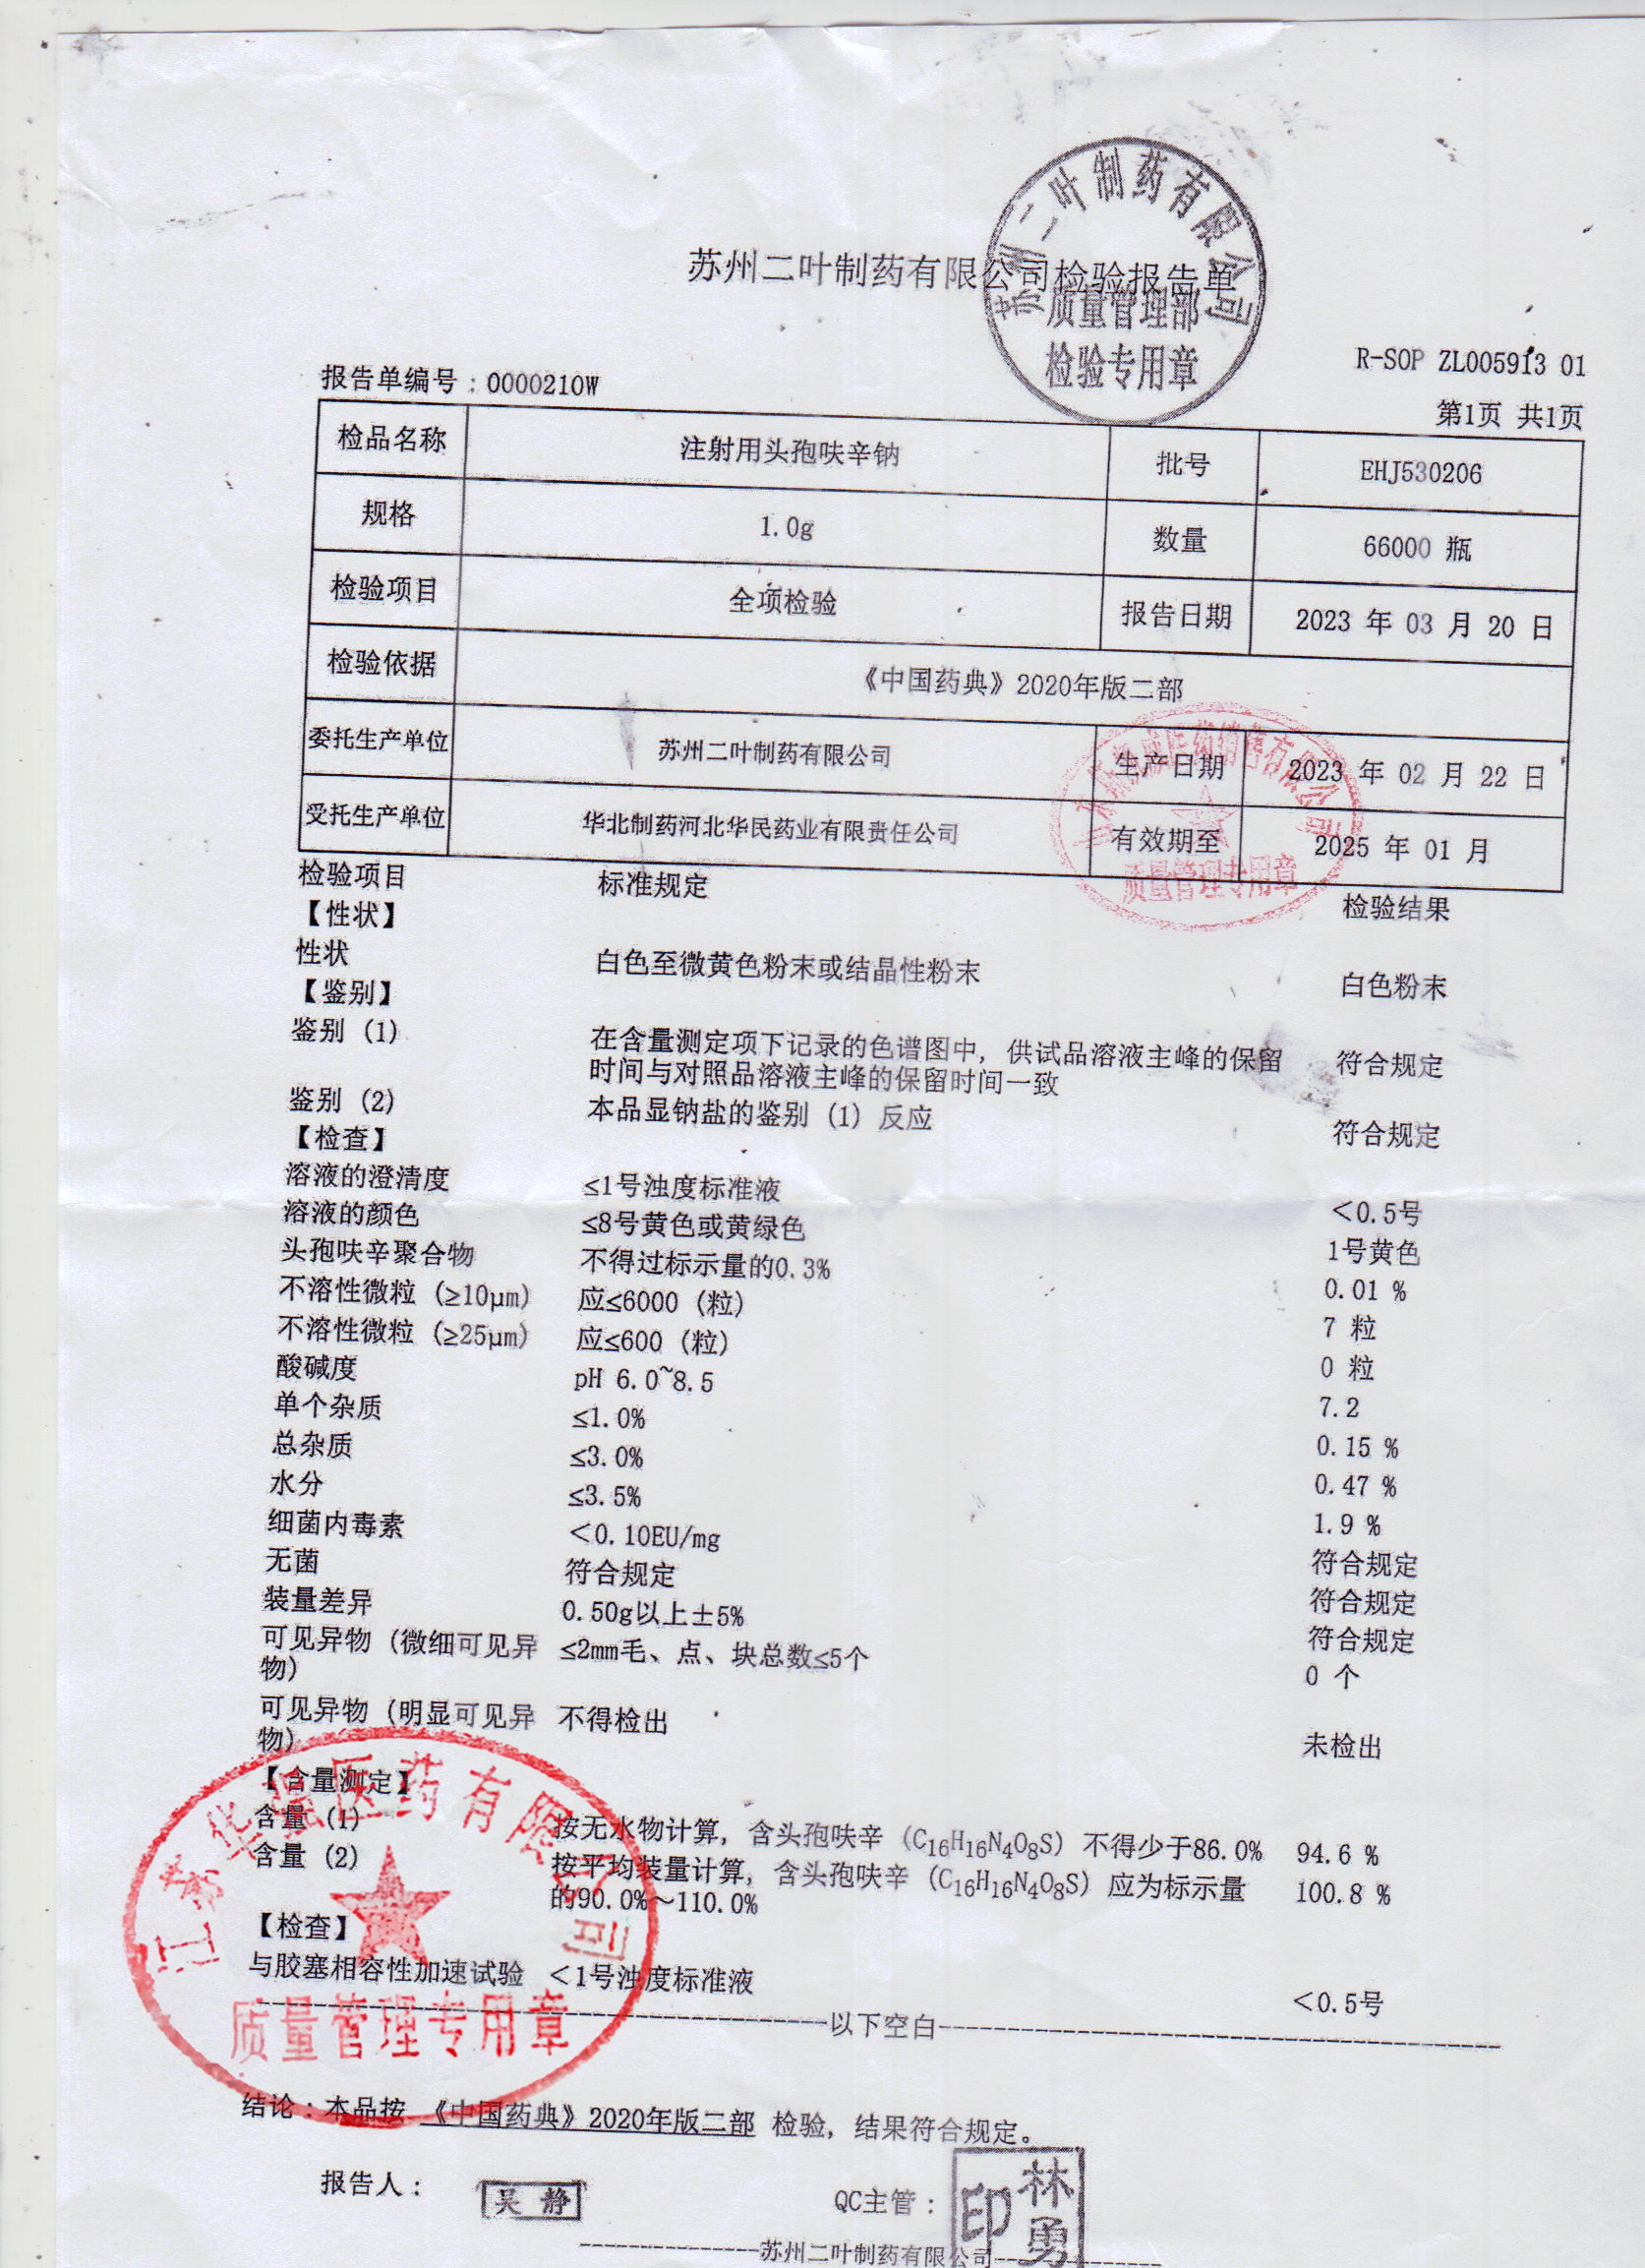 苏州二叶制药有限公司
质量管理部
检验专用章
苏州二叶制药有限公司检验报告单
R-SOP ZL005913 01
报告单编号：0000210W
第1页 共1页
检品名称 注射用头孢呋辛钠 批号 EHJ530206
规格 1.0g 数量 66000 瓶
检验项目 全项检验 报告日期 2023 年 03 月 20 日
检验依据 《中国药典》2020年版二部
委托生产单位 苏州二叶制药有限公司 生产日期 2023 年 02 月 22 日
受托生产单位 华北制药河北华民药业有限责任公司 有效期至 2025 年 01 月
质量管理专用章
检验项目 标准规定 检验结果
【性状】
性状 白色至微黄色粉末或结晶性粉末 白色粉末
【鉴别】
鉴别 (1) 在含量测定项下记录的色谱图中, 供试品溶液主峰的保留 符合规定
时间与对照品溶液主峰的保留时间一致
鉴别 (2) 本品显钠盐的鉴别 (1) 反应 符合规定
【检查】
溶液的澄清度 ≤1号浊度标准液 <0.5号
溶液的颜色 ≤8号黄色或黄绿色 1号黄色
头孢呋辛聚合物 不得过标示量的0.3% 0.01 %
不溶性微粒 (≥10μm) 应≤6000 (粒) 7 粒
不溶性微粒 (≥25μm) 应≤600 (粒) 0 粒
酸碱度 pH 6.0~8.5 7.2
单个杂质 ≤1.0% 0.15 %
总杂质 ≤3.0% 0.47 %
水分 ≤3.5% 1.9 %
细菌内毒素 <0.10EU/mg 符合规定
无菌 符合规定 符合规定
装量差异 0.50g以上±5% 符合规定
可见异物 (微细可见异 ≤2mm毛、点、块总数≤5个 0 个
物)
可见异物 (明显可见异 不得检出 未检出
物)
【含量测定】
含量 (1) 按无水物计算, 含头孢呋辛 (C16H16N4O8S) 不得少于86.0% 94.6 %
含量 (2) 按平均装量计算, 含头孢呋辛 (C16H16N4O8S) 应为标示量 100.8 %
的90.0%~110.0%
【检查】
与胶塞相容性加速试验 <1号浊度标准液 <0.5号
江苏华强医药有限公司
质量管理专用章
以下空白
结论：本品按 《中国药典》2020年版二部 检验, 结果符合规定。
报告人： 吴静 QC主管： 林勇印
苏州二叶制药有限公司